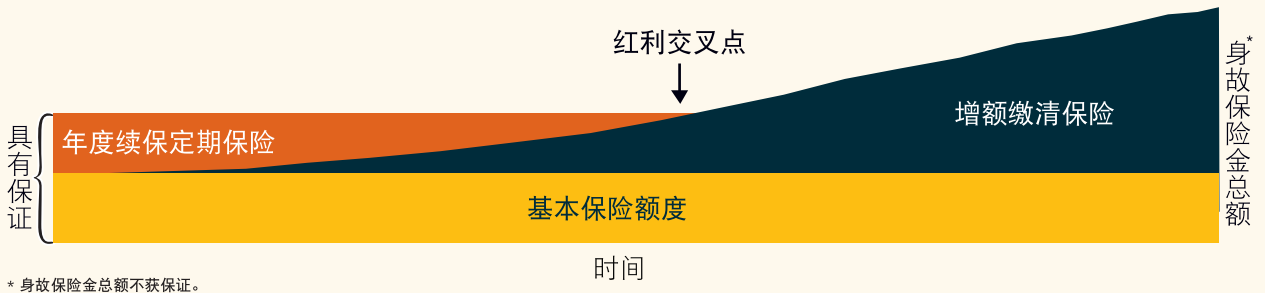 红利交叉点
具有保证
年度续保定期保险
增额缴清保险
身故保险金总额*
基本保险额度
时间
* 身故保险金总额不获保证。